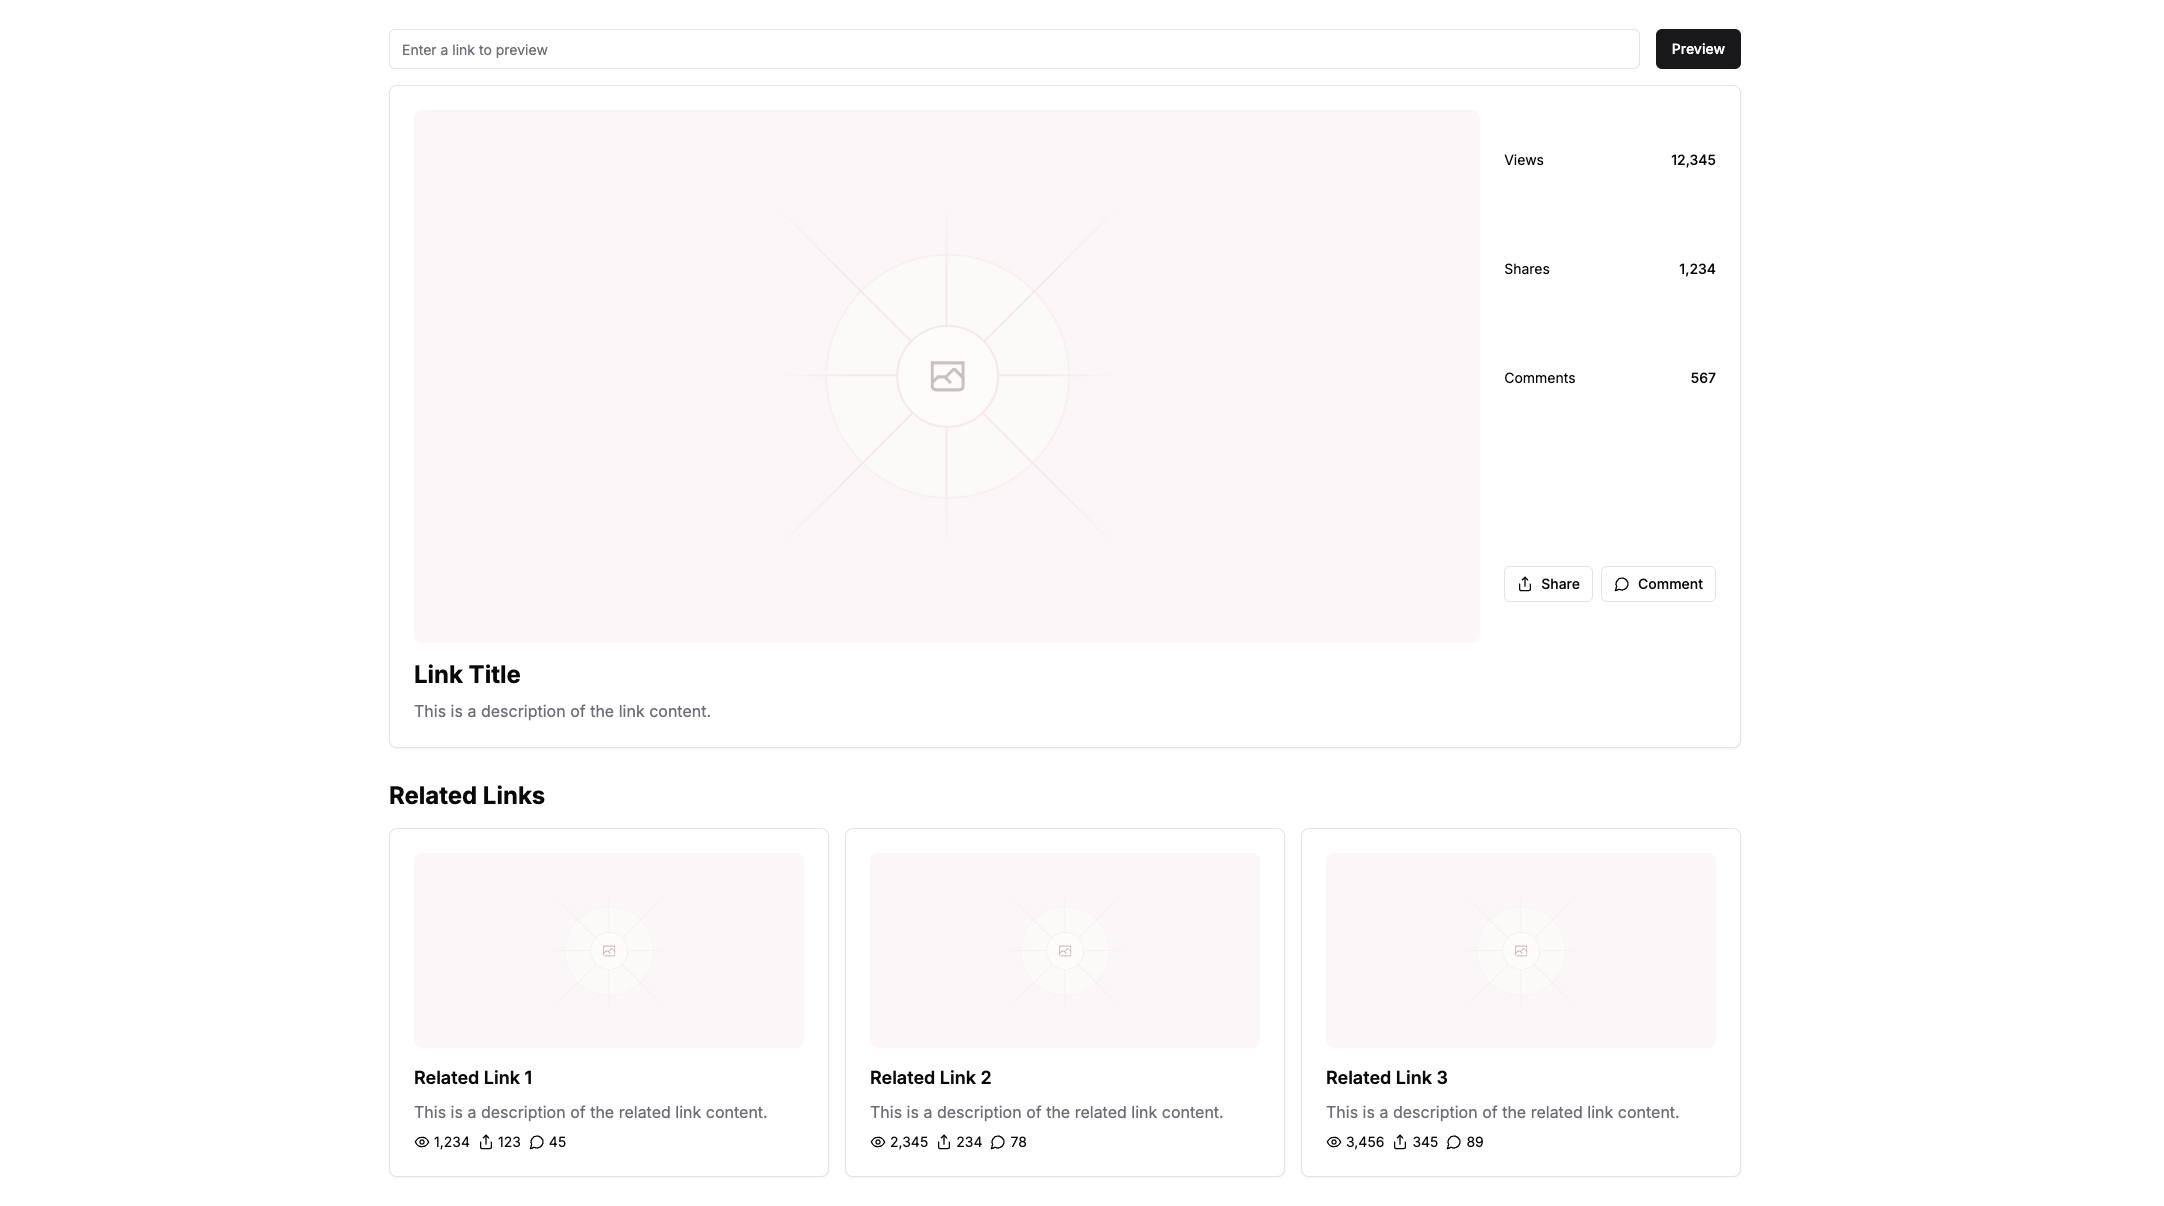 Enter a link to preview
Preview
Views 12,345
Shares 1,234
Comments 567
Share
Comment
Link Title
This is a description of the link content.
Related Links
Related Link 1
This is a description of the related link content.
1,234 123 45
Related Link 2
This is a description of the related link content.
2,345 234 78
Related Link 3
This is a description of the related link content.
3,456 345 89